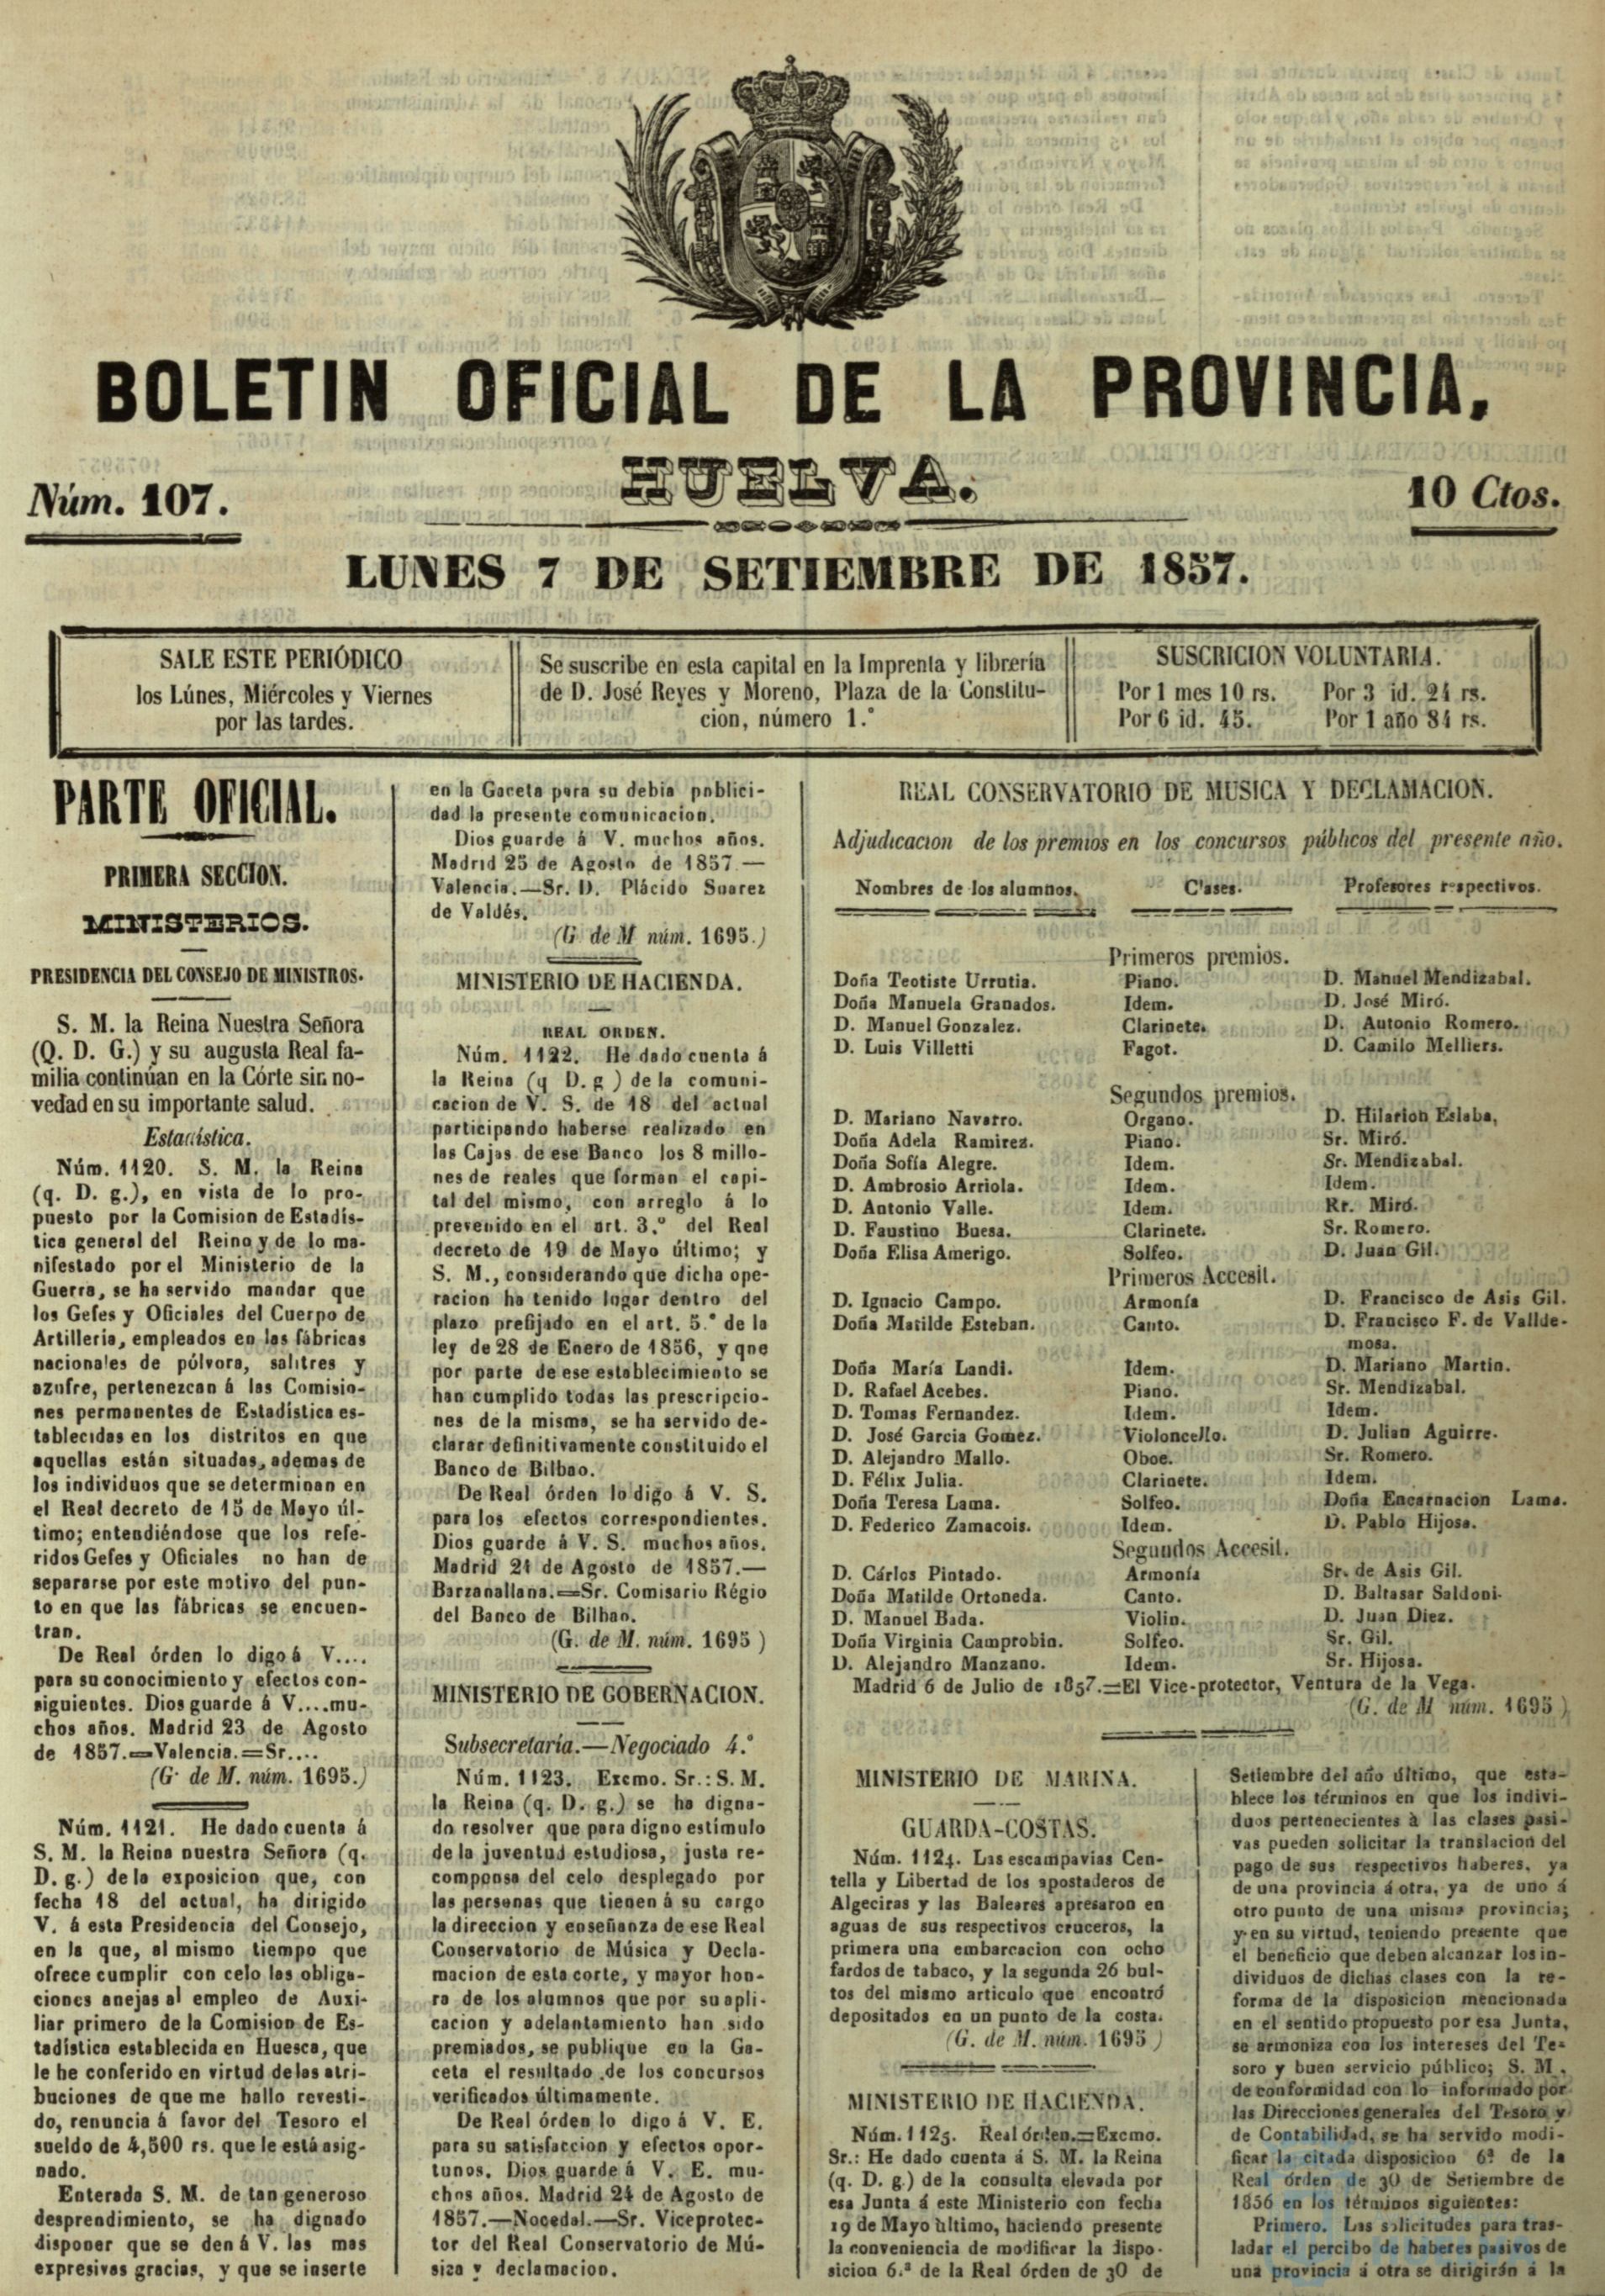 BOLETIN OFICIAL DE LA PROVINCIA,
HUELVA.
Núm. 107.
10 Ctos.
LUNES 7 DE SETIEMBRE DE 1857.
SALE ESTE PERIÓDICO
los Lúnes, Miércoles y Viernes
por las tardes.
Se suscribe en esta capital en la Imprenta y librería
de D. José Reyes y Moreno, Plaza de la Constitu-
cion, número 1.°
SUSCRICION VOLUNTARIA.
Por 1 mes 10 rs. Por 3 id. 24 rs.
Por 6 id. 45. Por 1 año 84 rs.
PARTE OFICIAL.
PRIMERA SECCION.
MINISTERIOS.
PRESIDENCIA DEL CONSEJO DE MINISTROS.
S. M. la Reina Nuestra Señora
(Q. D. G.) y su augusta Real fa-
milia continúan en la Córte sin no-
vedad en su importante salud.
Estadística.
Núm. 1120. S. M. la Reina
(q. D. g.), en vista de lo pro-
puesto por la Comision de Estadís-
tica general del Reino y de lo ma-
nifestado por el Ministerio de la
Guerra, se ha servido mandar que
los Gefes y Oficiales del Cuerpo de
Artillería, empleados en las fábricas
nacionales de pólvora, salitres y
azufre, pertenezcan á las Comisio-
nes permanentes de Estadística es-
tablecidas en los distritos en que
aquellas están situadas, ademas de
los individuos que se determinan en
el Real decreto de 15 de Mayo úl-
timo; entendiéndose que los refe-
ridos Gefes y Oficiales no han de
separarse por este motivo del pun-
to en que las fábricas se encuen-
tran.
De Real órden lo digo á V....
para su conocimiento y efectos con-
siguientes. Dios guarde á V....mu-
chos años. Madrid 23 de Agosto
de 1857.=Valencia.=Sr....
(G. de M. núm. 1695.)
Núm. 1121. He dado cuenta á
S. M. la Reina nuestra Señora (q.
D. g.) de la exposicion que, con
fecha 18 del actual, ha dirigido
V. á esta Presidencia del Consejo,
en la que, al mismo tiempo que
ofrece cumplir con celo las obliga-
ciones anejas al empleo de Auxi-
liar primero de la Comision de Es-
tadística establecida en Huesca, que
le he conferido en virtud de las atri-
buciones de que me hallo revesti-
do, renuncia á favor del Tesoro el
sueldo de 4,500 rs. que le está asig-
nado.
Enterada S. M. de tan generoso
desprendimiento, se ha dignado
disponer que se den á V. las mas
expresivas gracias, y que se inserte
en la Gaceta para su debia pnblici-
dad la presente comunicacion.
Dios guarde á V. muchos años.
Madrid 25 de Agosto de 1857.—
Valencia.—Sr. D. Plácido Suarez
de Valdés.
(G. de M núm. 1695.)
MINISTERIO DE HACIENDA.
REAL ORDEN.
Núm. 1122. He dado cuenta á
la Reina (q D. g ) de la comuni-
cacion de V. S. de 18 del actual
participando haberse realizado en
las Cajas de ese Banco los 8 millo-
nes de reales que forman el capi-
tal del mismo, con arreglo á lo
prevenido en el art. 3.° del Real
decreto de 19 de Mayo último; y
S. M., considerando que dicha ope-
racion ha tenido lugar dentro del
plazo prefijado en el art. 5.° de la
ley de 28 de Enero de 1856, y qne
por parte de ese establecimiento se
han cumplido todas las prescripcio-
nes de la misma, se ha servido de-
clarar definitivamente constituido el
Banco de Bilbao.
De Real órden lo digo á V. S.
para los efectos correspondientes.
Dios guarde á V. S. muchos años.
Madrid 21 de Agosto de 1857.—
Barzanallana.=Sr. Comisario Régio
del Banco de Bilbao.
(G. de M. núm. 1695 )
MINISTERIO DE GOBERNACION.
Subsecretaría.—Negociado 4.°
Núm. 1123. Excmo. Sr.: S. M.
la Reina (q. D. g.) se ha digna-
do resolver que para digno estímulo
de la juventud estudiosa, justa re-
compensa del celo desplegado por
las personas que tienen á su cargo
la direccion y enseñanza de ese Real
Conservatorio de Música y Decla-
macion de esta corte, y mayor hon-
ra de los alumnos que por su apli-
cacion y adelantamiento han sido
premiados, se publique en la Ga-
ceta el resultado de los concursos
verificados últimamente.
De Real órden lo digo á V. E.
para su satisfaccion y efectos opor-
tunos. Dios guarde á V. E. mu-
chos años. Madrid 24 de Agosto de
1857.—Nocedal.—Sr. Viceprotec-
tor del Real Conservatorio de Mú-
sica y declamacion.
REAL CONSERVATORIO DE MUSICA Y DECLAMACION.
Adjudicacion de los premios en los concursos públicos del presente año.
Nombres de los alumnos. Clases. Profesores respectivos.
Primeros premios.
Doña Teotiste Urrutia. Piano. D. Manuel Mendizabal.
Doña Manuela Granados. Idem. D. José Miró.
D. Manuel Gonzalez. Clarinete. D. Autonio Romero.
D. Luis Villetti Fagot. D. Camilo Melliers.
Segundos premios.
D. Mariano Navarro. Organo. D. Hilarion Eslaba,
Doña Adela Ramirez. Piano. Sr. Miró.
Doña Sofía Alegre. Idem. Sr. Mendizabal.
D. Ambrosio Arriola. Idem. Idem.
D. Antonio Valle. Idem. Rr. Miró.
D. Faustino Buesa. Clarinete. Sr. Romero.
Doña Elisa Amerigo. Solfeo. D. Juan Gil.
Primeros Accesit.
D. Ignacio Campo. Armonía D. Francisco de Asis Gil.
Doña Matilde Esteban. Canto. D. Francisco F. de Vallde-
mosa.
Doña María Landi. Idem. D. Mariano Martin.
D. Rafael Acebes. Piano. Sr. Mendizabal.
D. Tomas Fernandez. Idem. Idem.
D. José Garcia Gomez. Violoncello. D. Julian Aguirre.
D. Alejandro Mallo. Oboe. Sr. Romero.
D. Félix Julia. Clarinete. Idem.
Doña Teresa Lama. Solfeo. Doña Encarnacion Lama.
D. Federico Zamacois. Idem. D. Pablo Hijosa.
Segundos Accesit.
D. Cárlos Pintado. Armonía Sr. de Asis Gil.
Doña Matilde Ortoneda. Canto. D. Baltasar Saldoni.
D. Manuel Bada. Violin. D. Juan Diez.
Doña Virginia Camprobin. Solfeo. Sr. Gil.
D. Alejandro Manzano. Idem. Sr. Hijosa.
Madrid 6 de Julio de 1857.=El Vice-protector, Ventura de la Vega.
(G. de M núm. 1695 )
MINISTERIO DE MARINA.
GUARDA-COSTAS.
Núm. 1124. Las escampavias Cen-
tella y Libertad de los apostaderos de
Algeciras y las Baleares apresaron en
aguas de sus respectivos cruceros, la
primera una embarcacion con ocho
fardos de tabaco, y la segunda 26 bul-
tos del mismo articulo que encontró
depositados en un punto de la costa.
(G. de M. núm. 1695 )
MINISTERIO DE HACIENDA.
Núm. 1125. Real órden.=Excmo.
Sr.: He dado cuenta á S. M. la Reina
(q. D. g.) de la consulta elevada por
esa Junta á este Ministerio con fecha
19 de Mayo último, haciendo presente
la conveniencia de modificar la dispo-
sicion 6.ª de la Real órden de 30 de
Setiembre del año último, que esta-
blece los términos en que los indivi-
duos pertenecientes à las clases pasi-
vas pueden solicitar la translacion del
pago de sus respectivos haberes, ya
de una provincia á otra, ya de uno á
otro punto de una misma provincia;
y en su virtud, teniendo presente que
el beneficio que deben alcanzar los in-
dividuos de dichas clases con la re-
forma de la disposicion mencionada
en el sentido propuesto por esa Junta,
se armoniza con los intereses del Te-
soro y buen servicio público; S. M.
de conformidad con lo informado por
las Direcciones generales del Tesoro y
de Contabilidad, se ha servido modi-
ficar la citada disposicion 6ª de la
Real órden de 30 de Setiembre de
1856 en los términos siguientes:
Primero. Las solicitudes para tras-
ladar el percibo de haberes pasivos de
una provincia á otra se dirigirán á la